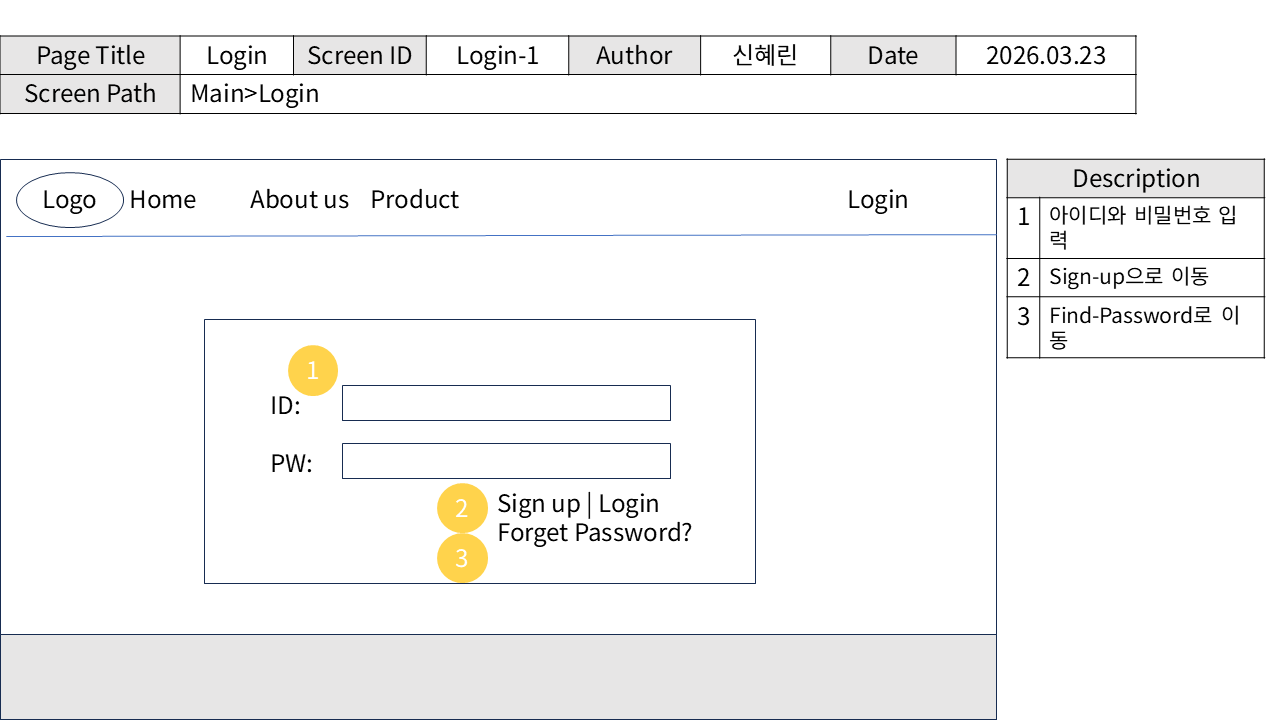 Page Title Login Screen ID Login-1 Author 신혜린 Date 2026.03.23
Screen Path Main>Login
Logo Home About us Product Login
1
ID:
PW:
2 Sign up | Login
Forget Password?
3
Description
1 아이디와 비밀번호 입
력
2 Sign-up으로 이동
3 Find-Password로 이
동